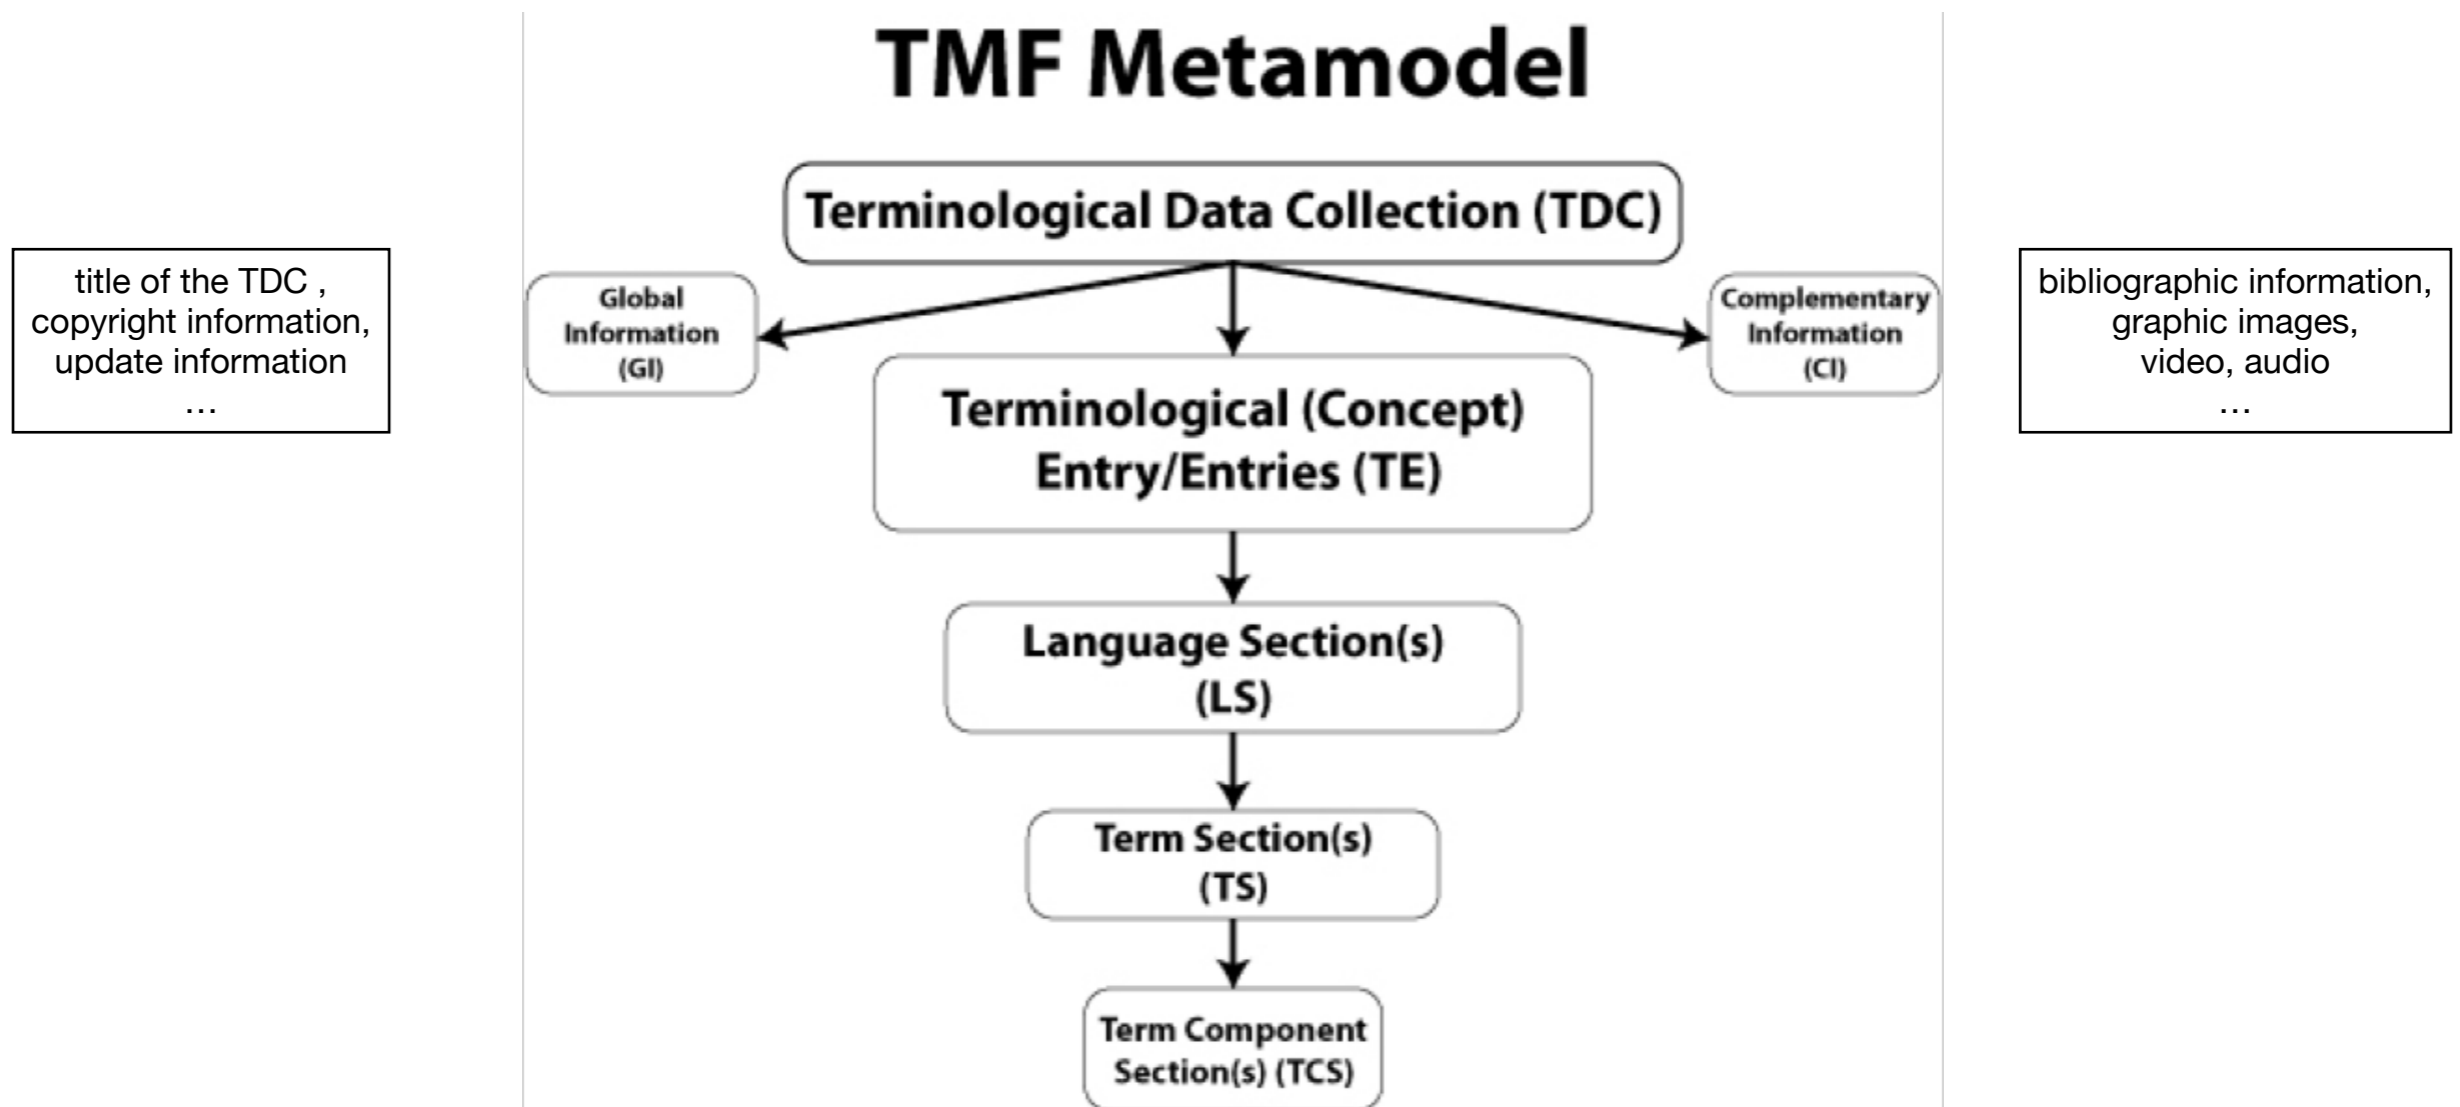 TMF Metamodel
Terminological Data Collection (TDC)
title of the TDC ,
copyright information,
update information
...
Global
Information
(GI)
Complementary
Information
(CI)
bibliographic information,
graphic images,
video, audio
...
Terminological (Concept)
Entry/Entries (TE)
Language Section(s)
(LS)
Term Section(s)
(TS)
Term Component
Section(s) (TCS)